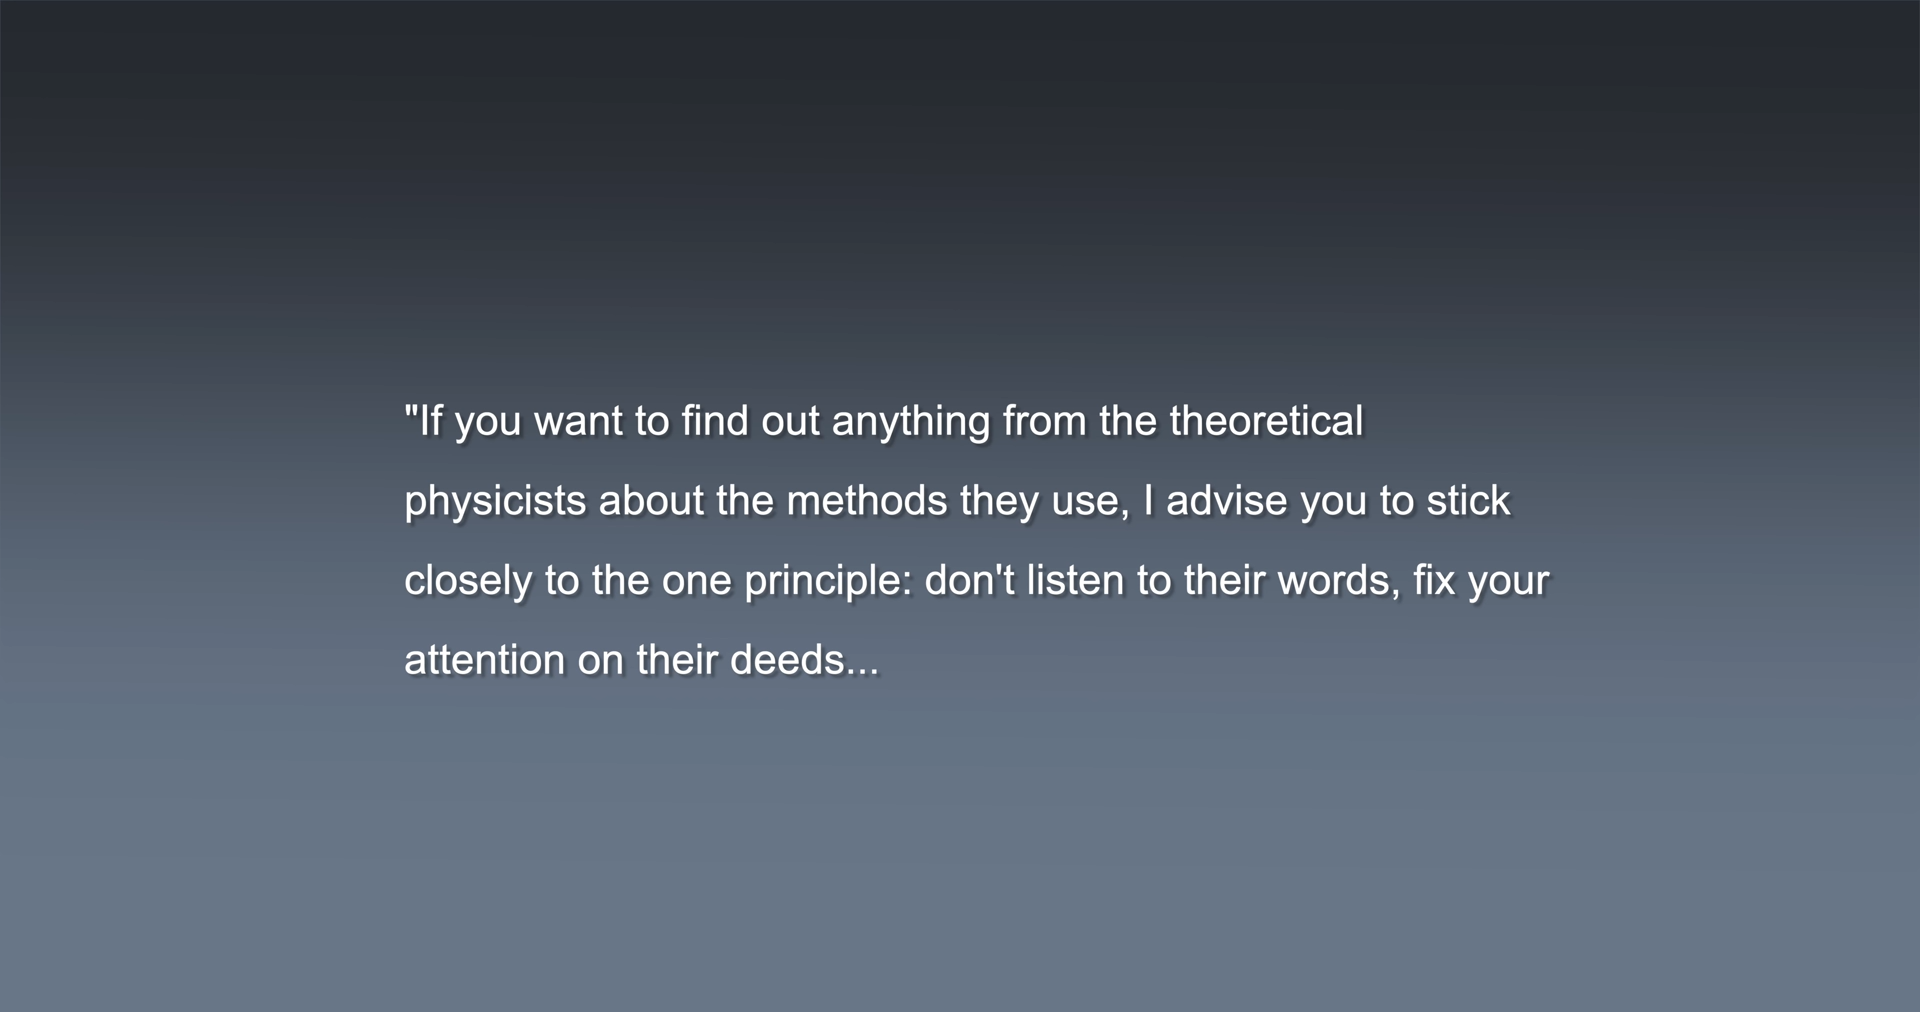 "If you want to find out anything from the theoretical
physicists about the methods they use, I advise you to stick
closely to the one principle: don't listen to their words, fix your
attention on their deeds...